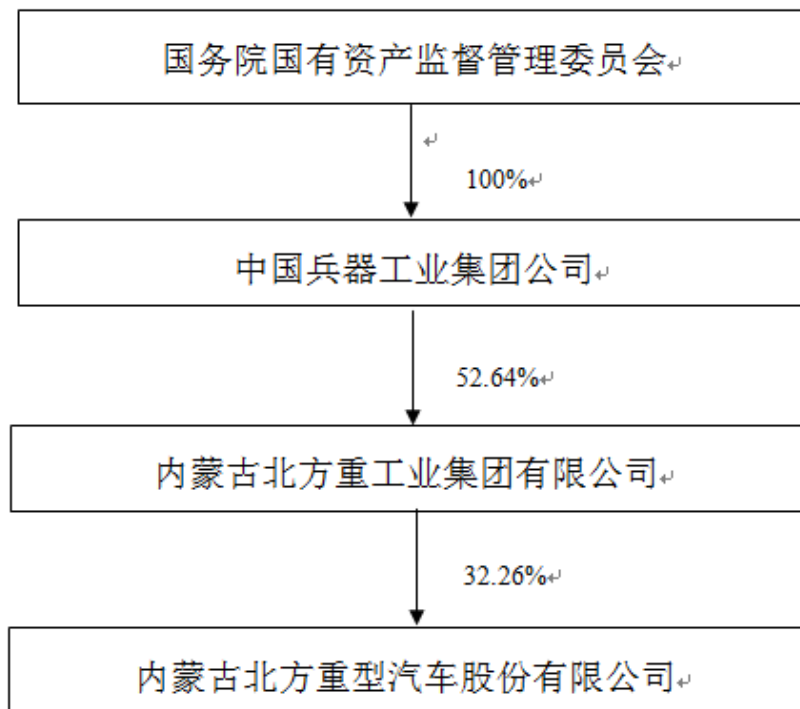 国务院国有资产监督管理委员会
100%
中国兵器工业集团公司
52.64%
内蒙古北方重工业集团有限公司
32.26%
内蒙古北方重型汽车股份有限公司